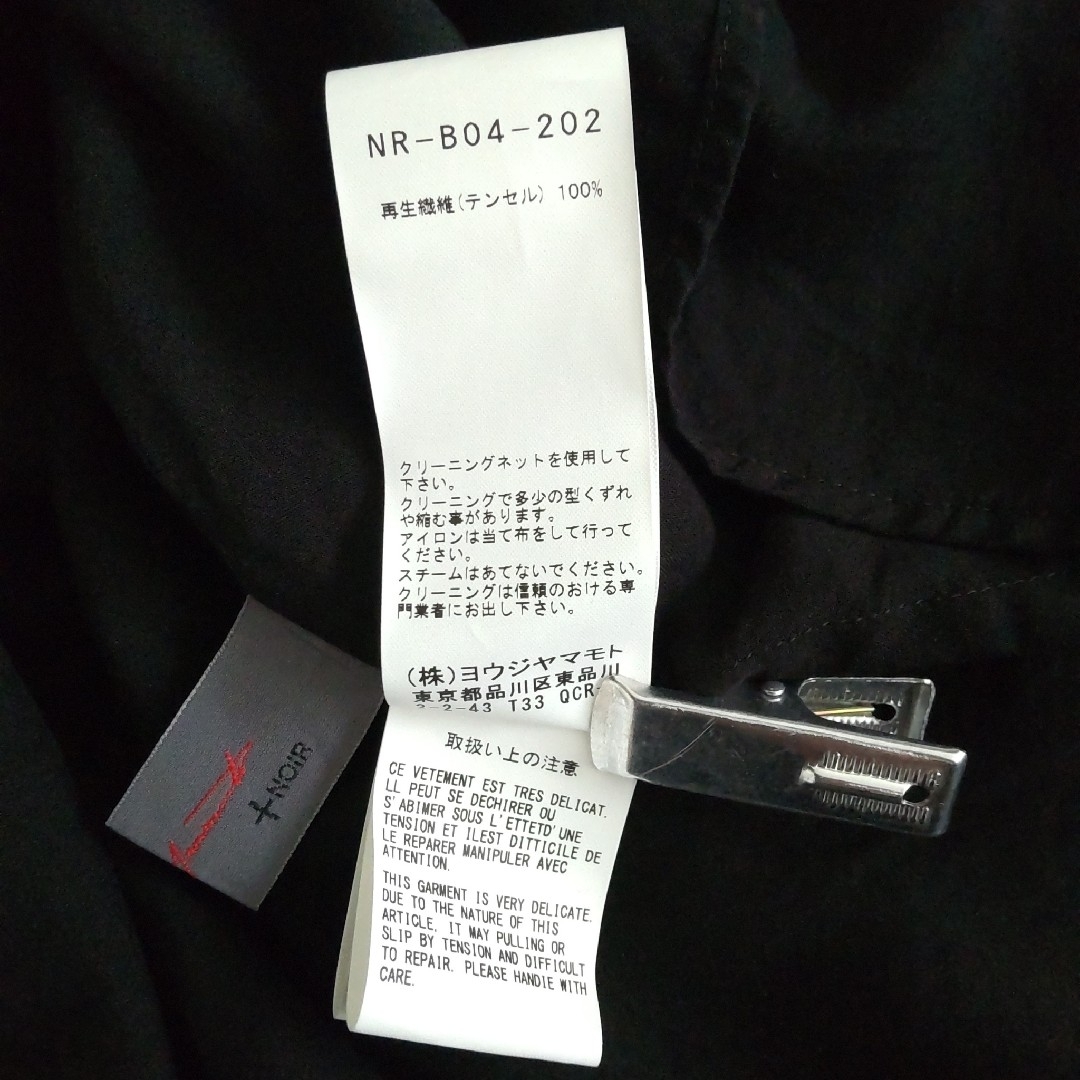 NR-B04-202
再生繊維(テンセル) 100%
クリーニングネットを使用して
下さい。
クリーニングで多少の型くずれ
や縮む事があります。
アイロンは当て布をして行って
ください。
スチームはあてないでください。
クリーニングは信頼のおける専
門業者にお出し下さい。
(株)ヨウジヤマモト
東京都品川区東品川
2-2-43 T33 QCR-
取扱い上の注意
CE VETEMENT EST TRES DELICAT.
LL PEUT SE DECHIRER OU
S'ABIMER SOUS L'ETTETD'UNE
TENSION ET ILEST DITTICILE DE
LE REPARER MANIPULER AVEC
ATTENTION.
THIS GARMENT IS VERY DELICATE.
DUE TO THE NATURE OF THIS
ARTICLE. IT MAY PULLING OR
SLIP BY TENSION AND DIFFICULT
TO REPAIR. PLEASE HANDIE WITH
CARE.
+NOIR